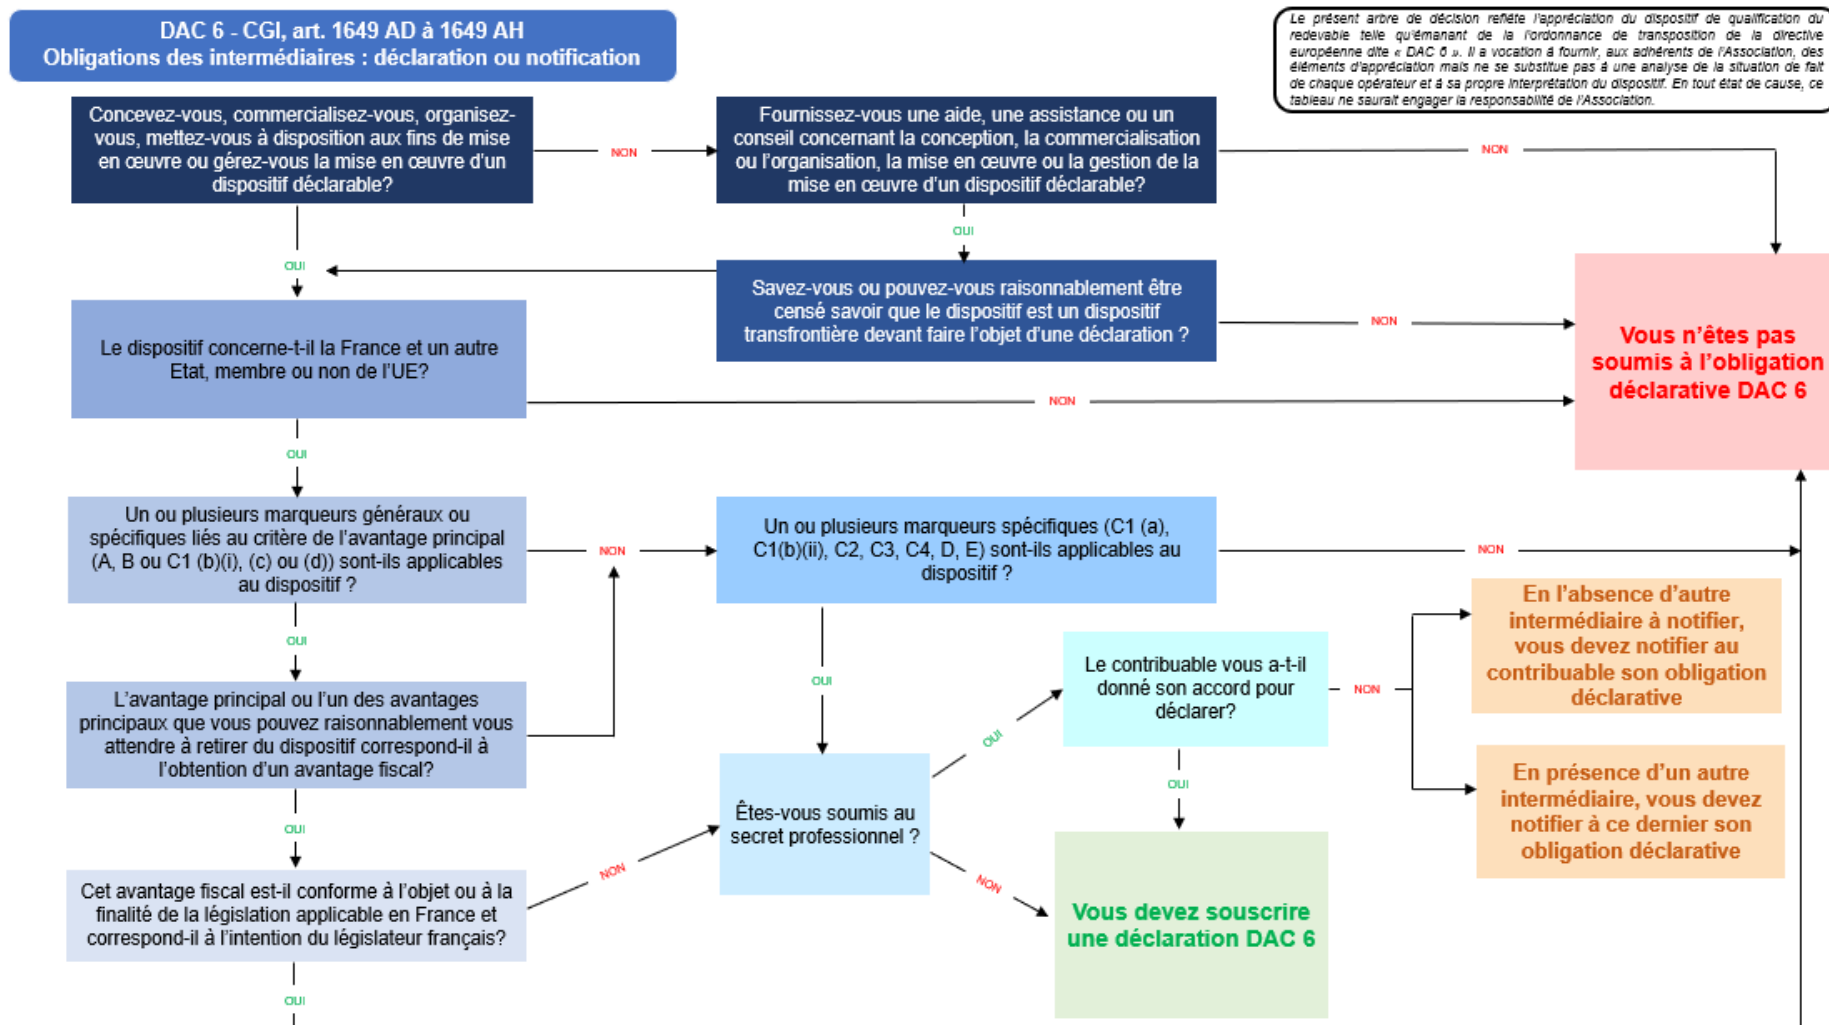 DAC 6 - CGI, art. 1649 AD à 1649 AH
Obligations des intermédiaires : déclaration ou notification
Le présent arbre de décision reflète l'appréciation du dispositif de qualification du
redevable telle qu'émanant de la l'ordonnance de transposition de la directive
européenne dite « DAC 6 ». Il a vocation à fournir, aux adhérents de l'Association, des
éléments d'appréciation mais ne se substitue pas à une analyse de la situation de fait
de chaque opérateur et à sa propre interprétation du dispositif. En tout état de cause, ce
tableau ne saurait engager la responsabilité de l'Association.
Concevez-vous, commercialisez-vous, organisez-
vous, mettez-vous à disposition aux fins de mise
en œuvre ou gérez-vous la mise en œuvre d'un
dispositif déclarable?
NON
Fournissez-vous une aide, une assistance ou un
conseil concernant la conception, la commercialisation
ou l'organisation, la mise en œuvre ou la gestion de la
mise en œuvre d'un dispositif déclarable?
NON
OUI
OUI
Savez-vous ou pouvez-vous raisonnablement être
censé savoir que le dispositif est un dispositif
transfrontière devant faire l'objet d'une déclaration ?
NON
Vous n'êtes pas
soumis à l'obligation
déclarative DAC 6
Le dispositif concerne-t-il la France et un autre
Etat, membre ou non de l'UE?
NON
OUI
Un ou plusieurs marqueurs généraux ou
spécifiques liés au critère de l'avantage principal
(A, B ou C1 (b)(i), (c) ou (d)) sont-ils applicables
au dispositif ?
NON
Un ou plusieurs marqueurs spécifiques (C1 (a),
C1(b)(ii), C2, C3, C4, D, E) sont-ils applicables au
dispositif ?
NON
OUI
OUI
L'avantage principal ou l'un des avantages
principaux que vous pouvez raisonnablement vous
attendre à retirer du dispositif correspond-il à
l'obtention d'un avantage fiscal?
Le contribuable vous a-t-il
donné son accord pour
déclarer?
NON
En l'absence d'autre
intermédiaire à notifier,
vous devez notifier au
contribuable son obligation
déclarative
En présence d'un autre
intermédiaire, vous devez
notifier à ce dernier son
obligation déclarative
OUI
OUI
OUI
Êtes-vous soumis au
secret professionnel ?
NON
NON
Cet avantage fiscal est-il conforme à l'objet ou à la
finalité de la législation applicable en France et
correspond-il à l'intention du législateur français?
Vous devez souscrire
une déclaration DAC 6
OUI